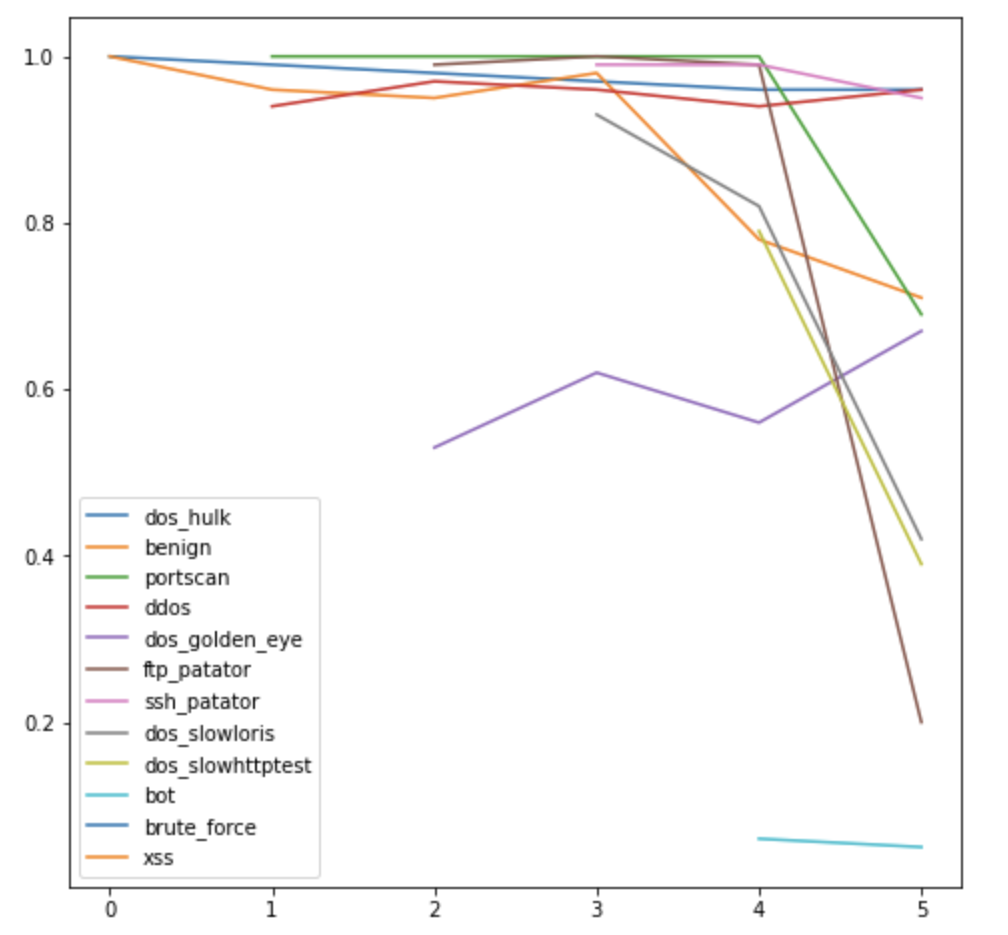 1.0
0.8
0.6
0.4
0.2
dos_hulk
benign
portscan
ddos
dos_golden_eye
ftp_patator
ssh_patator
dos_slowloris
dos_slowhttptest
bot
brute_force
xss
0 1 2 3 4 5